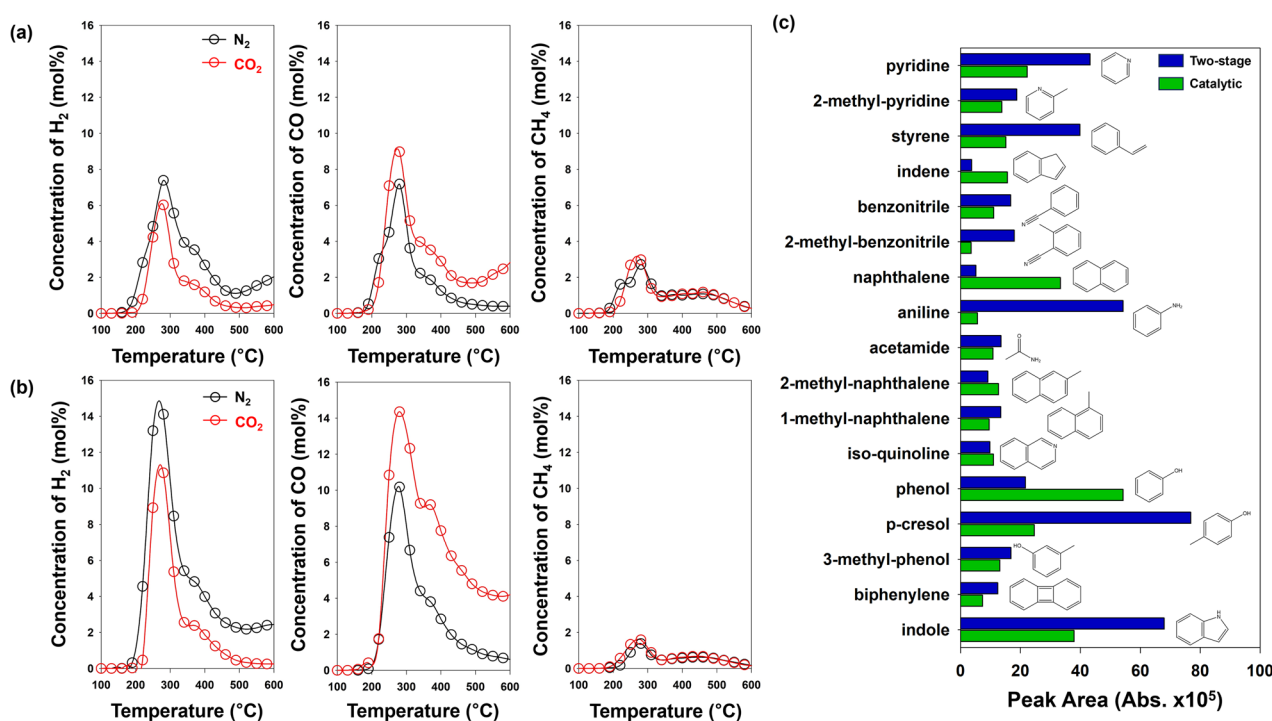 (a)
Concentration of H2 (mol%)
16
14
12
10
8
6
4
2
0
N2
CO2
100 200 300 400 500 600
Temperature (°C)
Concentration of CO (mol%)
16
14
12
10
8
6
4
2
0
100 200 300 400 500 600
Temperature (°C)
Concentration of CH4 (mol%)
16
14
12
10
8
6
4
2
0
100 200 300 400 500 600
Temperature (°C)
(b)
Concentration of H2 (mol%)
16
14
12
10
8
6
4
2
0
N2
CO2
100 200 300 400 500 600
Temperature (°C)
Concentration of CO (mol%)
16
14
12
10
8
6
4
2
0
100 200 300 400 500 600
Temperature (°C)
Concentration of CH4 (mol%)
16
14
12
10
8
6
4
2
0
100 200 300 400 500 600
Temperature (°C)
(c)
Two-stage
Catalytic
pyridine
N
2-methyl-pyridine
N
styrene
indene
benzonitrile
N
2-methyl-benzonitrile
N
naphthalene
aniline
NH2
acetamide
O
NH2
2-methyl-naphthalene
1-methyl-naphthalene
iso-quinoline
N
phenol
OH
p-cresol
OH
3-methyl-phenol
HO
biphenylene
indole
H
N
0 20 40 60 80 100
Peak Area (Abs. x105)